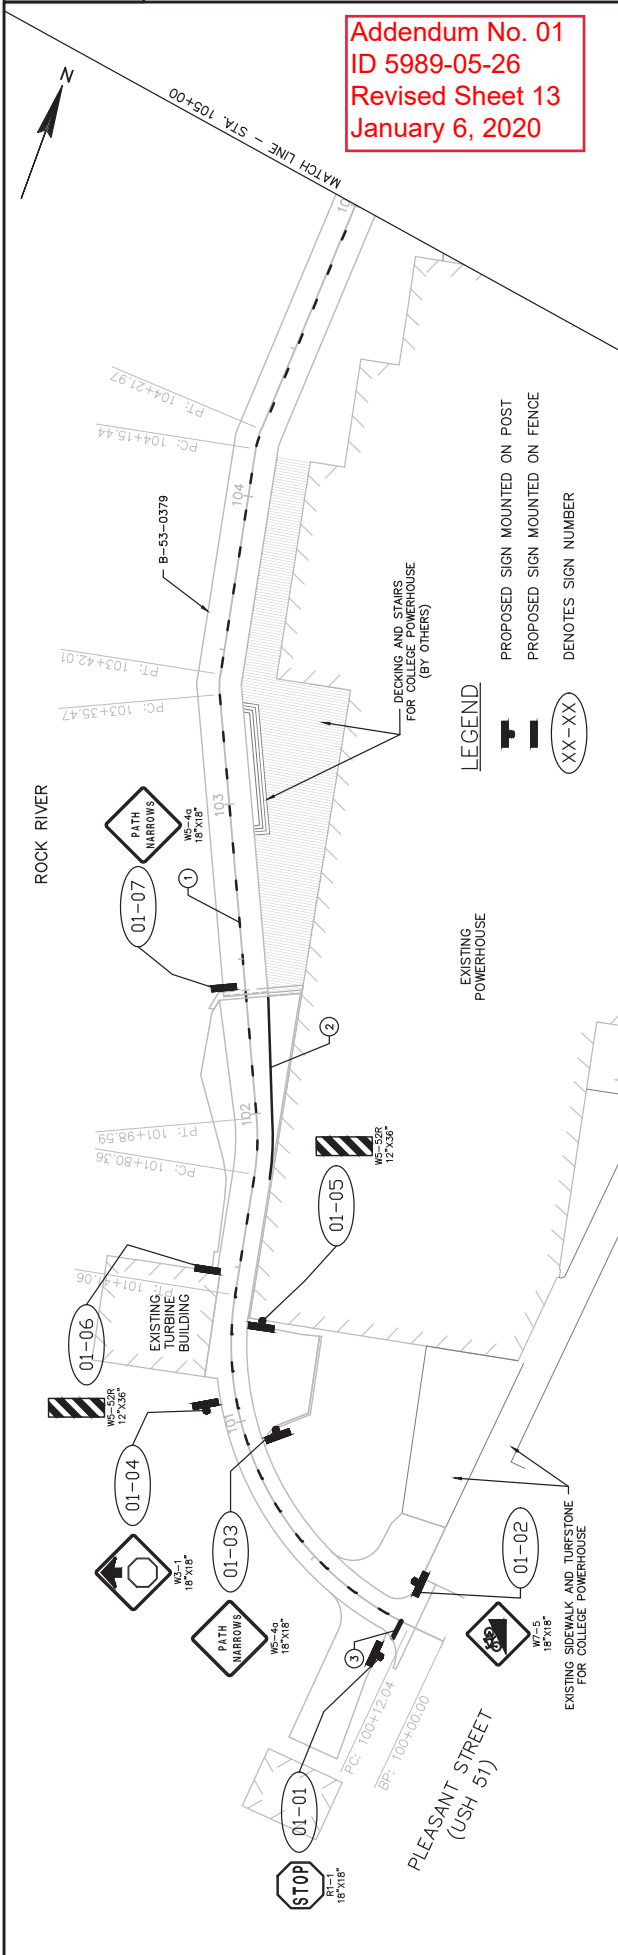 Addendum No. 01
ID 5989-05-26
Revised Sheet 13
January 6, 2020
N
MATCH LINE - STA. 105+00
10
PT: 104+21.97
PC: 104+15.44
104
B-53-0379
PT: 103+42.01
PC: 103+35.47
103
ROCK RIVER
DECKING AND STAIRS
FOR COLLEGE POWERHOUSE
(BY OTHERS)
LEGEND
PROPOSED SIGN MOUNTED ON POST
PROPOSED SIGN MOUNTED ON FENCE
XX-XX
DENOTES SIGN NUMBER
PATH
NARROWS
W5-4a
18"X18"
01-07
1
EXISTING
POWERHOUSE
2
102
PT: 101+98.59
PC: 101+80.36
W5-52R
12"X36"
01-05
PT: 101+41.06
EXISTING
TURBINE
BUILDING
01-06
W5-52R
12"X36"
101
01-04
W3-1
18"X18"
01-03
PATH
NARROWS
W5-4a
18"X18"
01-02
W7-5
18"X18"
EXISTING SIDEWALK AND TURFSTONE
FOR COLLEGE POWERHOUSE
3
PC: 100+12.04
BP: 100+00.00
01-01
STOP
R1-1
18"X18"
PLEASANT STREET
(USH 51)